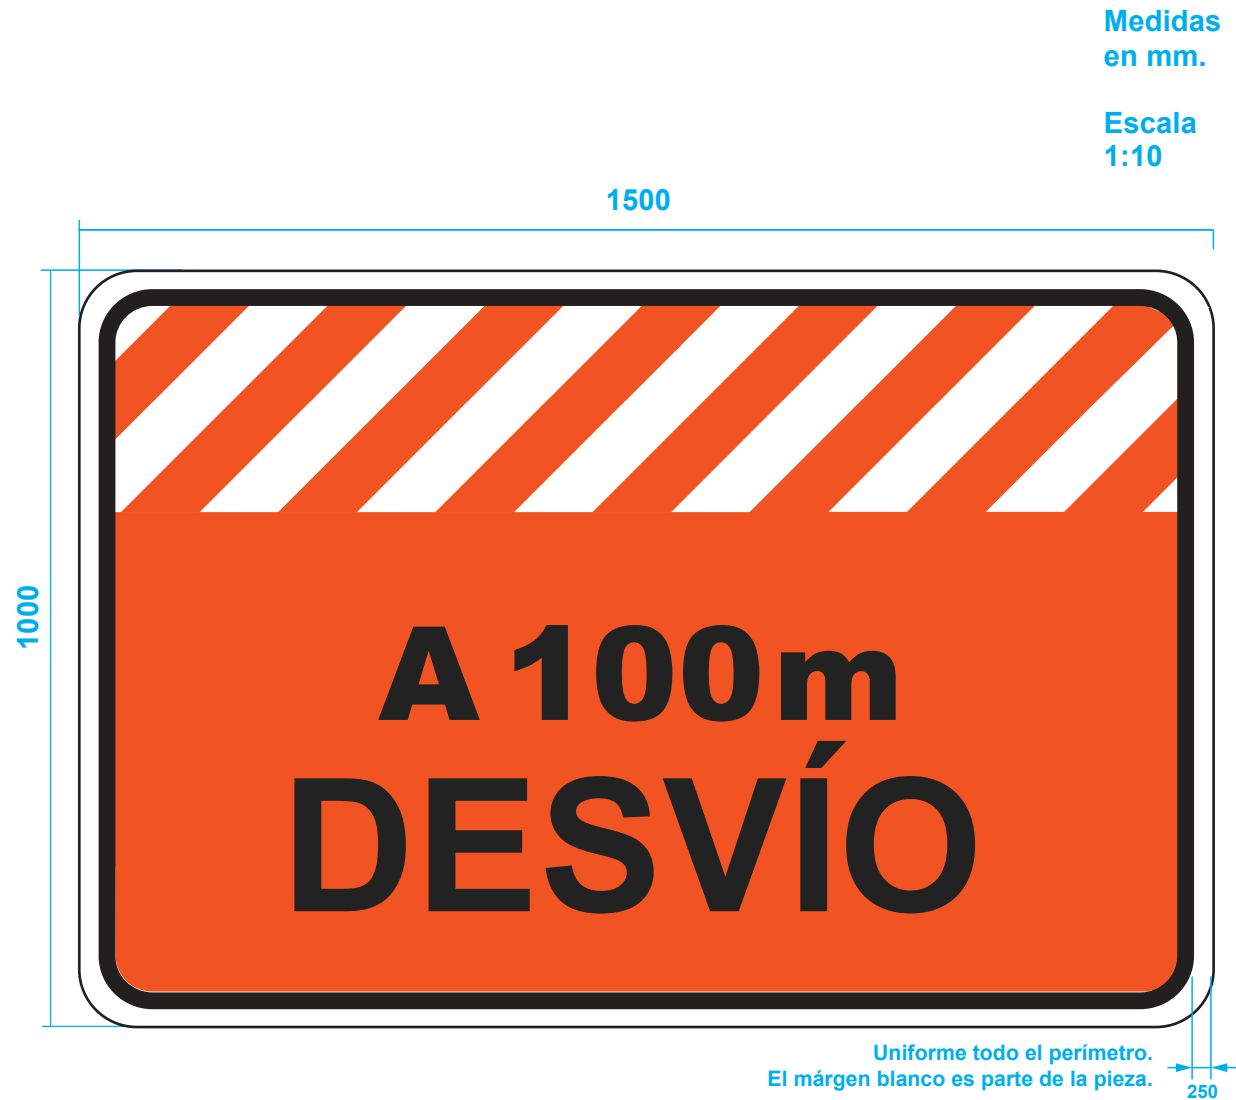 Medidas
en mm.
Escala
1:10
1500
1000
A 100 m
DESVÍO
Uniforme todo el perímetro.
El márgen blanco es parte de la pieza.
250